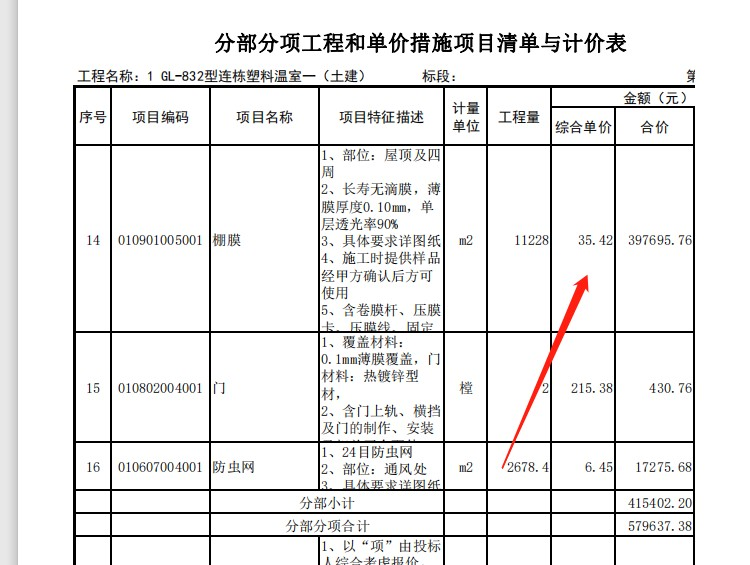 分部分项工程和单价措施项目清单与计价表
工程名称：1 GL-832型连栋塑料温室一（土建）
标段：
第
序号
项目编码
项目名称
项目特征描述
计量
单位
工程量
金额（元）
综合单价
合价
14
010901005001
棚膜
1、部位：屋顶及四
周
2、长寿无滴膜，薄
膜厚度0.10mm，单
层透光率90%
3、具体要求详图纸
4、施工时提供样品
经甲方确认后方可
使用
5、含卷膜杆、压膜
卡、压膜线、固定
m2
11228
35.42
397695.76
15
010802004001
门
1、覆盖材料：
0.1mm薄膜覆盖，门
材料：热镀锌型
材，
2、含门上轨、横挡
及门的制作、安装
樘
2
215.38
430.76
16
010607004001
防虫网
1、24目防虫网
2、部位：通风处
3、具体要求详图纸
m2
2678.4
6.45
17275.68
分部小计
415402.20
分部分项合计
579637.38
1、以“项”由投标
人综合考虑报价，